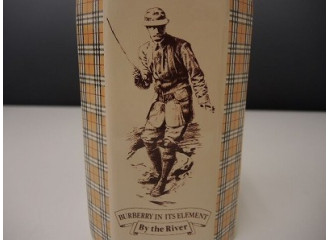 BURBERRY IN ITS ELEMENT
By the River